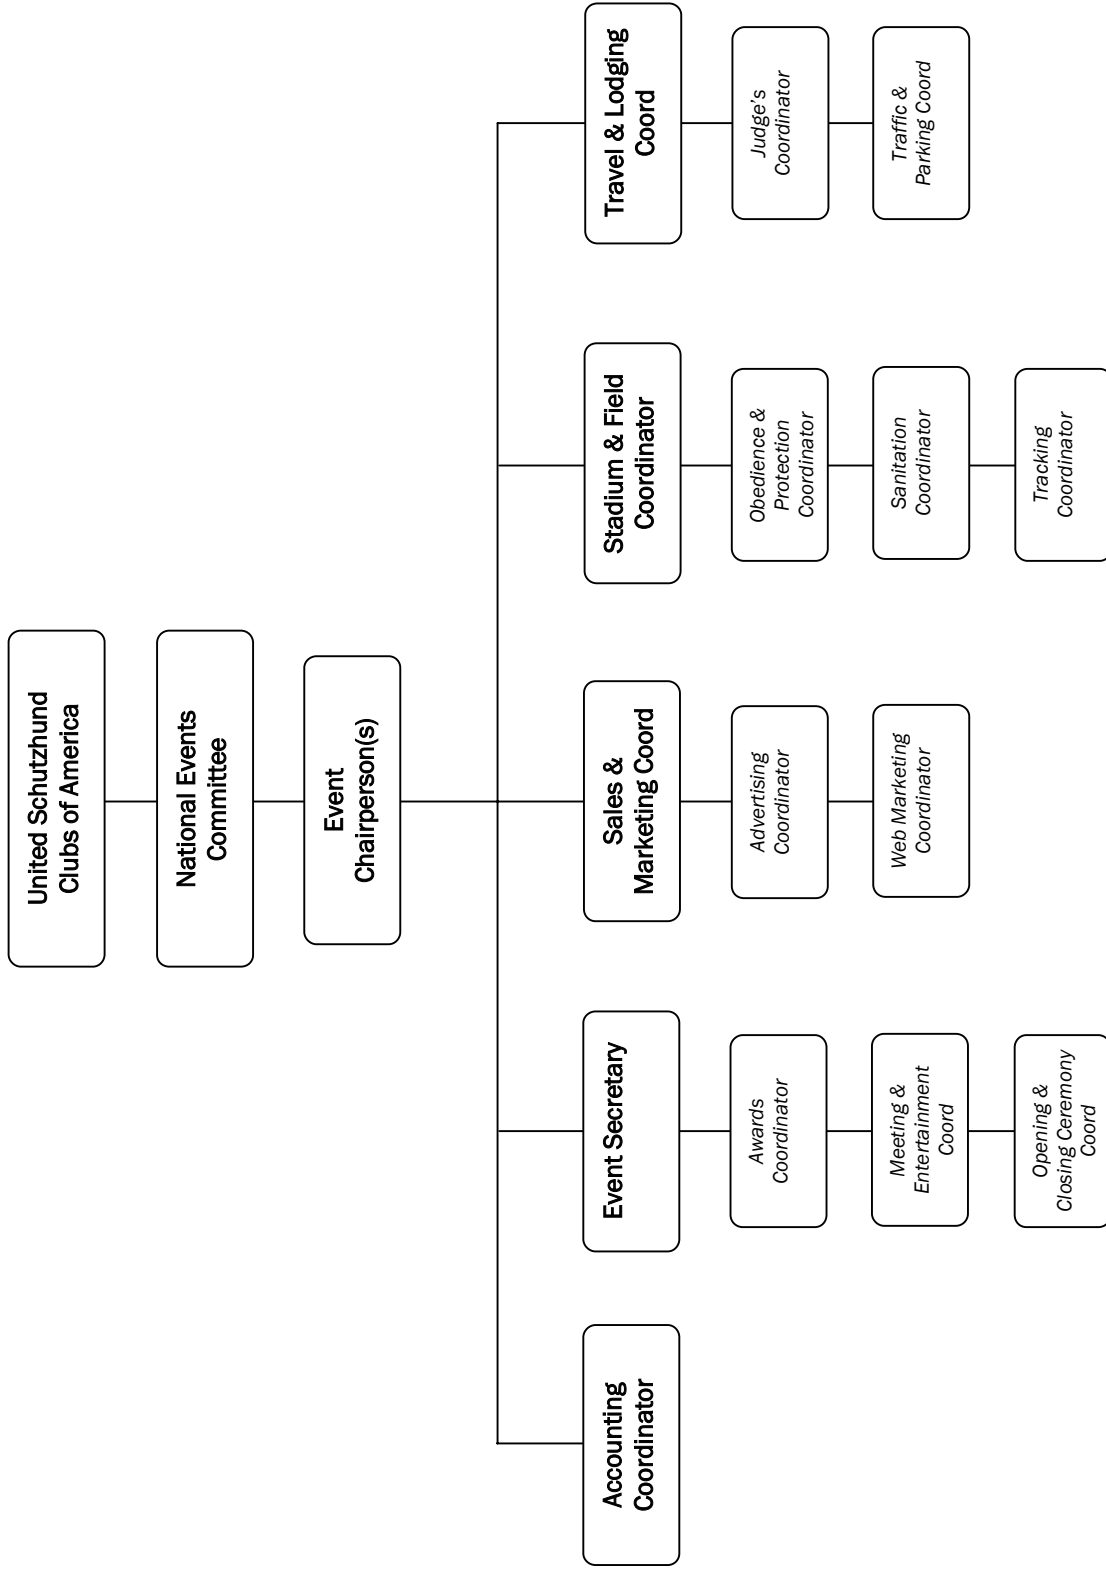 United Schutzhund
Clubs of America
National Events
Committee
Event
Chairperson(s)
Accounting
Coordinator
Event Secretary
Awards
Coordinator
Meeting &
Entertainment
Coord
Opening &
Closing Ceremony
Coord
Sales &
Marketing Coord
Advertising
Coordinator
Web Marketing
Coordinator
Stadium & Field
Coordinator
Obedience &
Protection
Coordinator
Sanitation
Coordinator
Tracking
Coordinator
Travel & Lodging
Coord
Judge's
Coordinator
Traffic &
Parking Coord